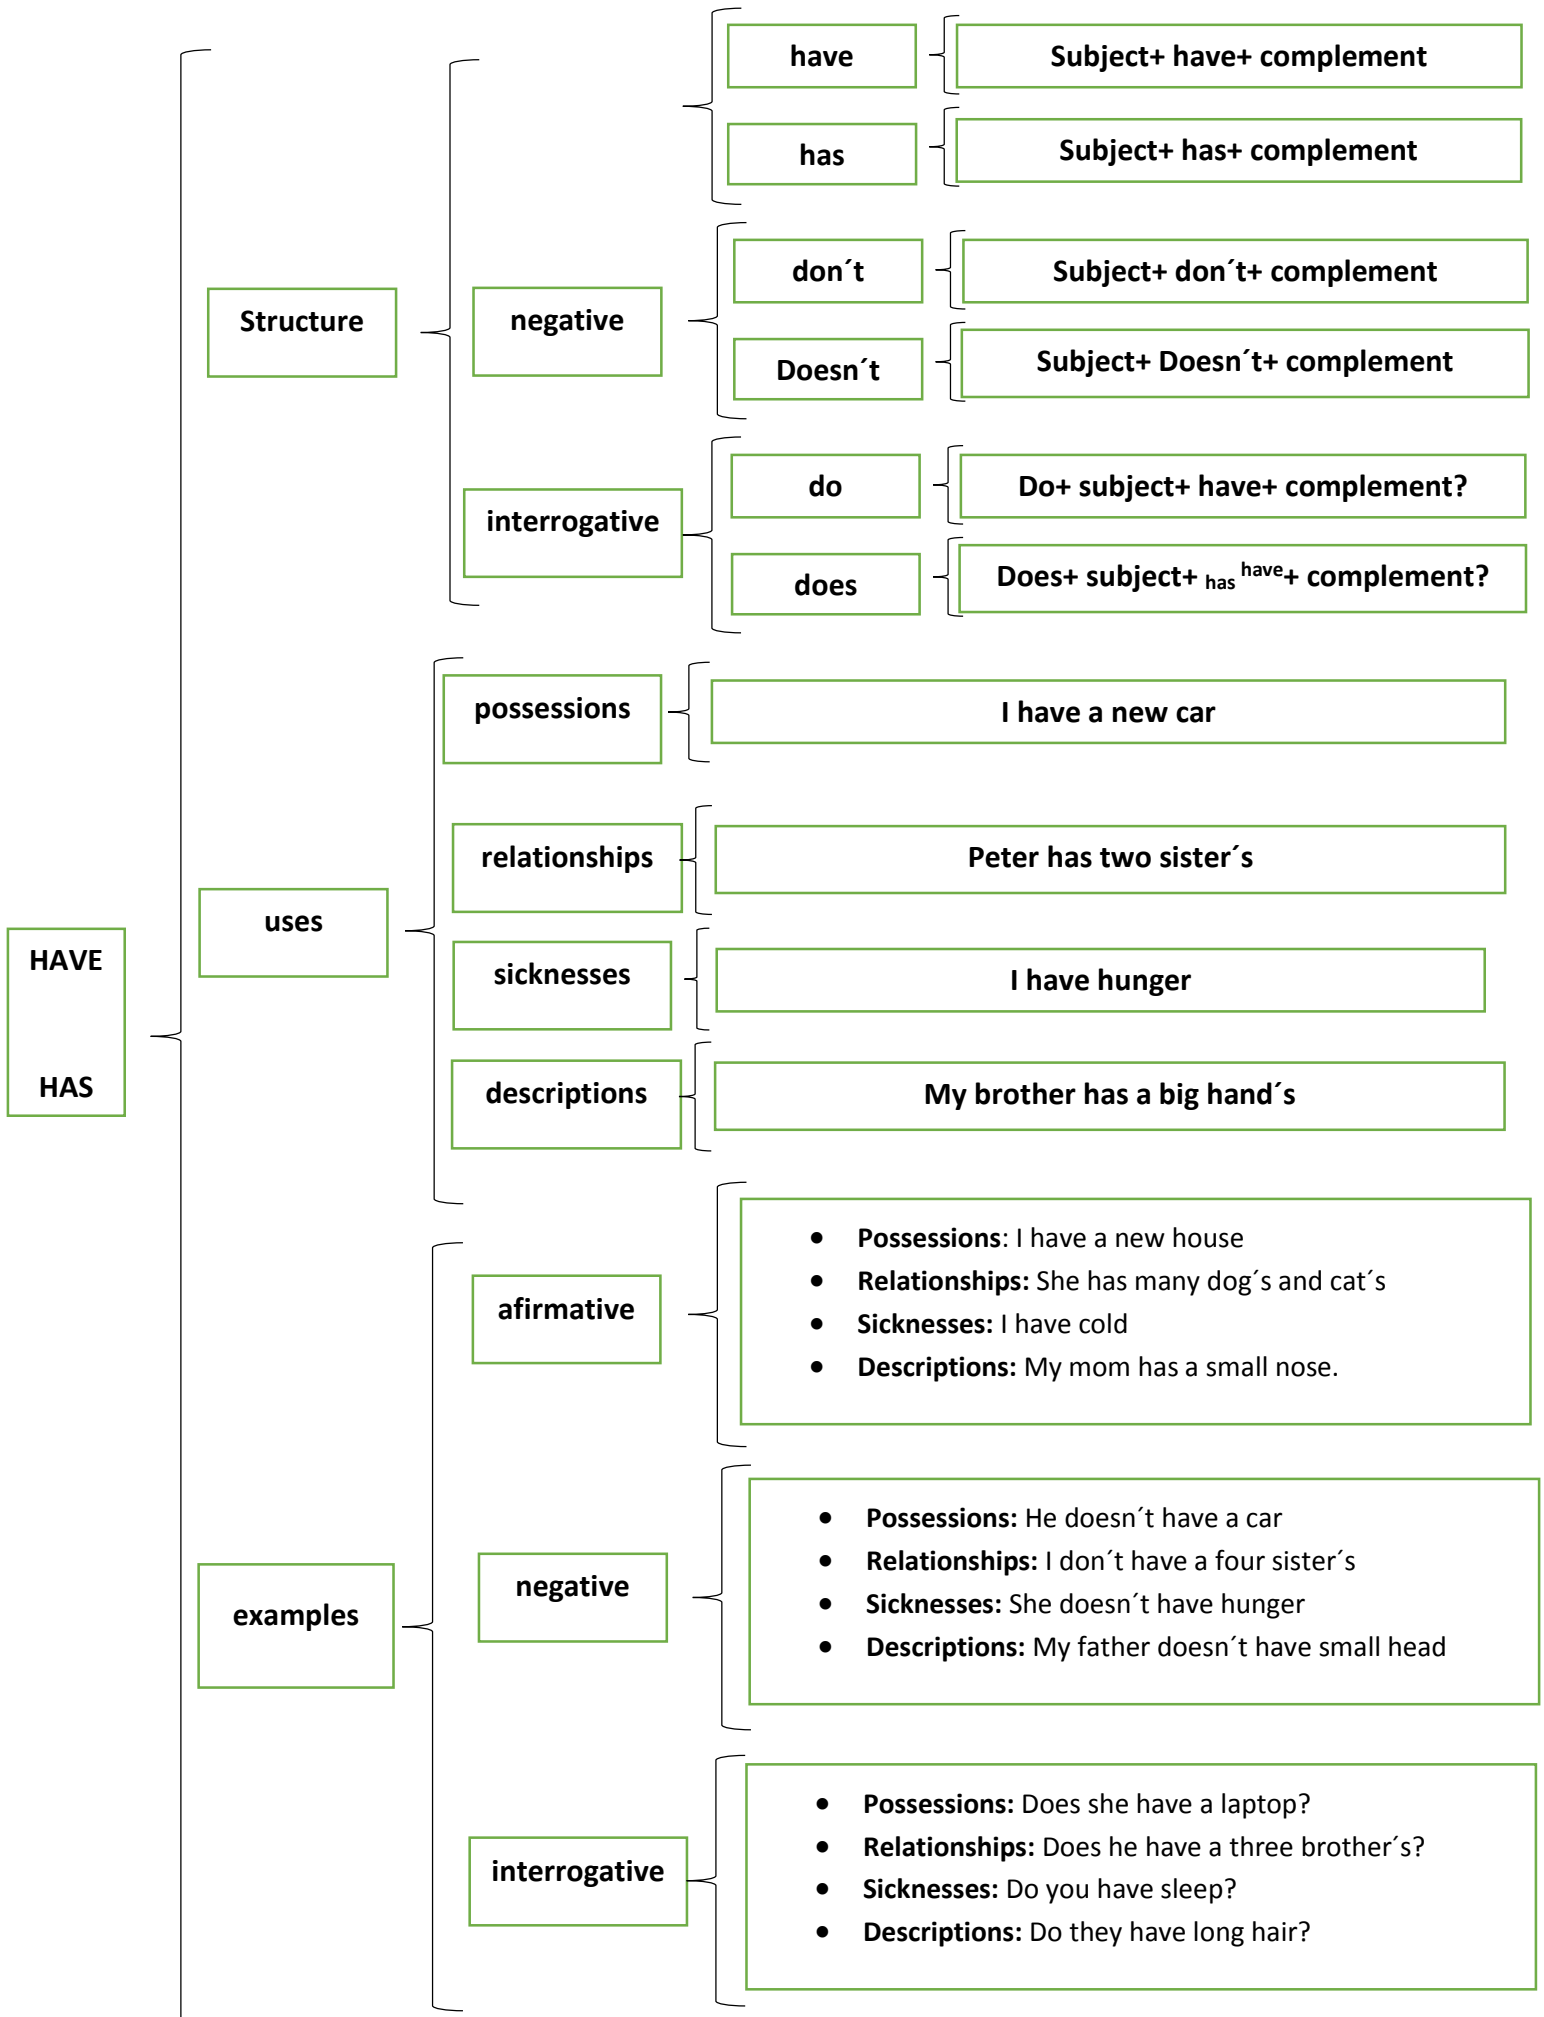 have
Subject+ have+ complement
has
Subject+ has+ complement
Structure
negative
don´t
Subject+ don´t+ complement
Doesn´t
Subject+ Doesn´t+ complement
interrogative
do
Do+ subject+ have+ complement?
does
Does+ subject+ has have+ complement?
HAVE
HAS
uses
possessions
I have a new car
relationships
Peter has two sister´s
sicknesses
I have hunger
descriptions
My brother has a big hand´s
examples
afirmative
• Possessions: I have a new house
• Relationships: She has many dog´s and cat´s
• Sicknesses: I have cold
• Descriptions: My mom has a small nose.
negative
• Possessions: He doesn´t have a car
• Relationships: I don´t have a four sister´s
• Sicknesses: She doesn´t have hunger
• Descriptions: My father doesn´t have small head
interrogative
• Possessions: Does she have a laptop?
• Relationships: Does he have a three brother´s?
• Sicknesses: Do you have sleep?
• Descriptions: Do they have long hair?